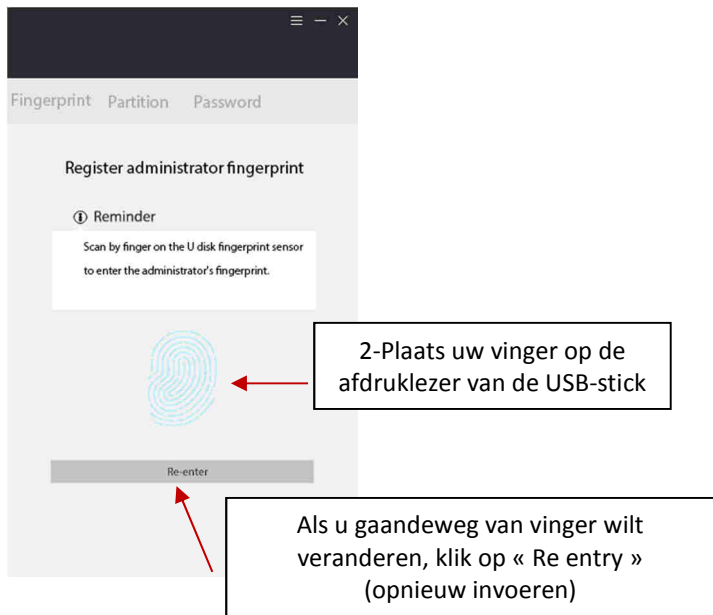 Fingerprint Partition Password
Register administrator fingerprint
Reminder
Scan by finger on the U disk fingerprint sensor
to enter the administrator's fingerprint.
2-Plaats uw vinger op de
afdruklezer van de USB-stick
Re-enter
Als u gaandeweg van vinger wilt
veranderen, klik op « Re entry »
(opnieuw invoeren)